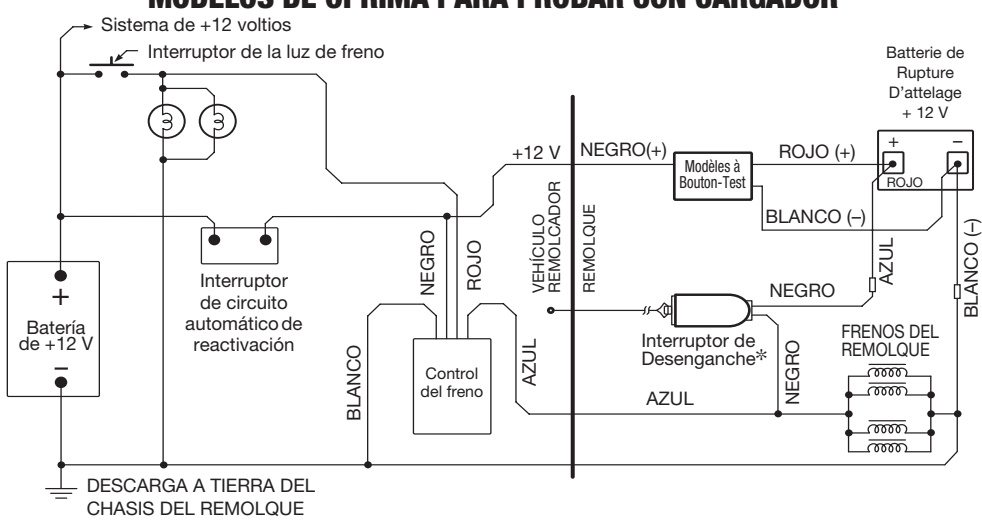 MODELOS DE OPRIMA PARA PROBAR CON CARGADOR
Sistema de +12 voltios
Interruptor de la luz de freno
Batterie de
Rupture
D'attelage
+ 12 V
+
–
ROJO
+12 V
NEGRO(+)
Modèles à
Bouton-Test
ROJO (+)
BLANCO (–)
VEHÍCULO
REMOLCADOR
REMOLQUE
NEGRO
ROJO
AZUL
BLANCO (–)
Interruptor
de circuito
automático de
reactivación
+
Batería
de +12 V
–
NEGRO
Interruptor de
Desenganche*
NEGRO
FRENOS DEL
REMOLQUE
BLANCO
Control
del freno
AZUL
AZUL
DESCARGA A TIERRA DEL
CHASIS DEL REMOLQUE